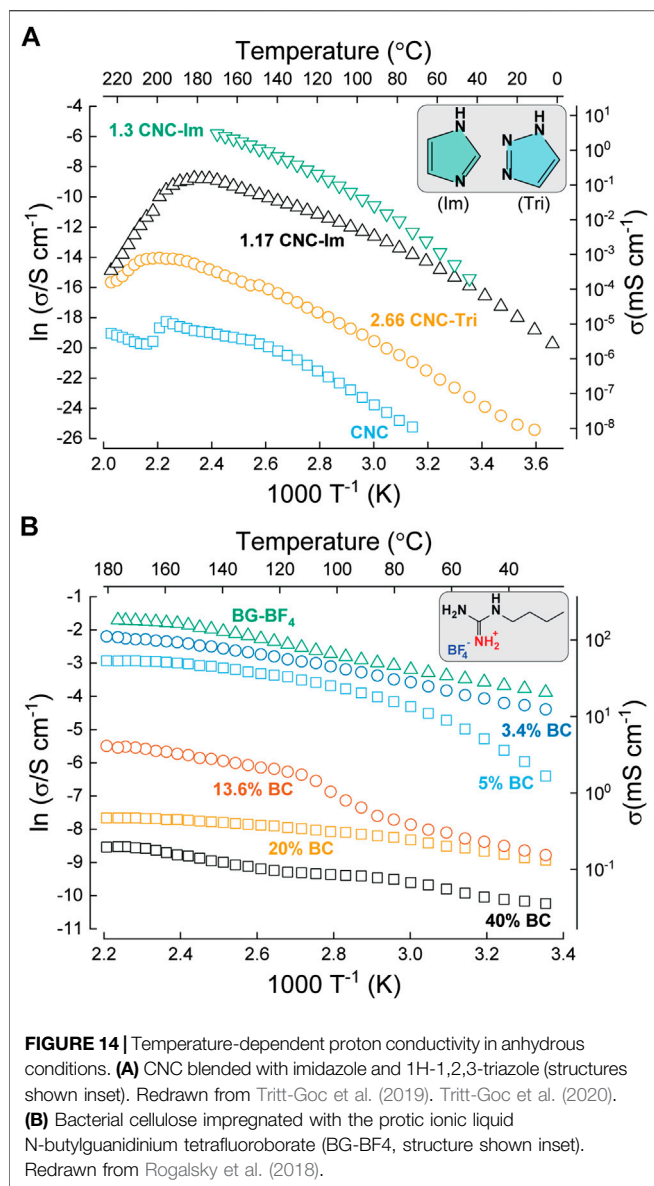 A
Temperature (°C)
220 200 180 160 140 120 100 80 60 40 20 0
-4
-6
-8
-10
-12
-14
-16
-18
-20
-22
-24
-26
ln (σ/S cm⁻¹)
1.3 CNC-Im
1.17 CNC-Im
2.66 CNC-Tri
CNC
H
N
N
(Im)
H
N
N
N
(Tri)
10¹
10⁰
10⁻¹
10⁻²
10⁻³
10⁻⁴
10⁻⁵
10⁻⁶
10⁻⁷
10⁻⁸
σ(mS cm⁻¹)
2.0 2.2 2.4 2.6 2.8 3.0 3.2 3.4 3.6
1000 T⁻¹ (K)
B
Temperature (°C)
180 160 140 120 100 80 60 40
-1
-2
-3
-4
-5
-6
-7
-8
-9
-10
-11
ln (σ/S cm⁻¹)
BG-BF₄
H₂N
H
N
NH₂⁺
BF₄⁻
3.4% BC
5% BC
13.6% BC
20% BC
40% BC
10²
10¹
10⁰
10⁻¹
σ(mS cm⁻¹)
2.2 2.4 2.6 2.8 3.0 3.2 3.4
1000 T⁻¹ (K)
FIGURE 14 | Temperature-dependent proton conductivity in anhydrous
conditions. (A) CNC blended with imidazole and 1H-1,2,3-triazole (structures
shown inset). Redrawn from Tritt-Goc et al. (2019). Tritt-Goc et al. (2020).
(B) Bacterial cellulose impregnated with the protic ionic liquid
N-butylguanidinium tetrafluoroborate (BG-BF4, structure shown inset).
Redrawn from Rogalsky et al. (2018).